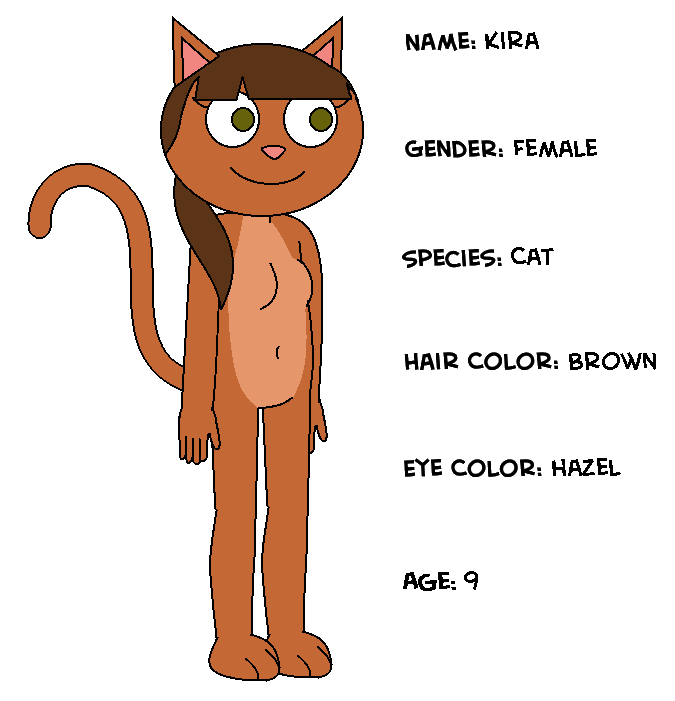 NAME: KIRA
GENDER: FEMALE
SPECIES: CAT
HAIR COLOR: BROWN
EYE COLOR: HAZEL
AGE: 9